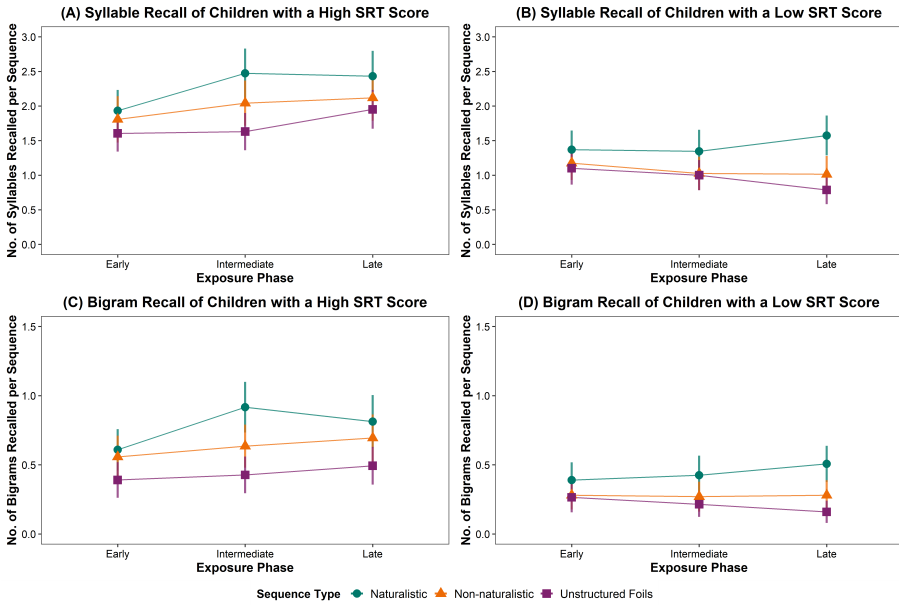 (A) Syllable Recall of Children with a High SRT Score
No. of Syllables Recalled per Sequence
3.0
2.5
2.0
1.5
1.0
0.5
0.0
Early Intermediate Late
Exposure Phase
(B) Syllable Recall of Children with a Low SRT Score
No. of Syllables Recalled per Sequence
3.0
2.5
2.0
1.5
1.0
0.5
0.0
Early Intermediate Late
Exposure Phase
(C) Bigram Recall of Children with a High SRT Score
No. of Bigrams Recalled per Sequence
1.5
1.0
0.5
0.0
Early Intermediate Late
Exposure Phase
(D) Bigram Recall of Children with a Low SRT Score
No. of Bigrams Recalled per Sequence
1.5
1.0
0.5
0.0
Early Intermediate Late
Exposure Phase
Sequence Type Naturalistic Non-naturalistic Unstructured Foils